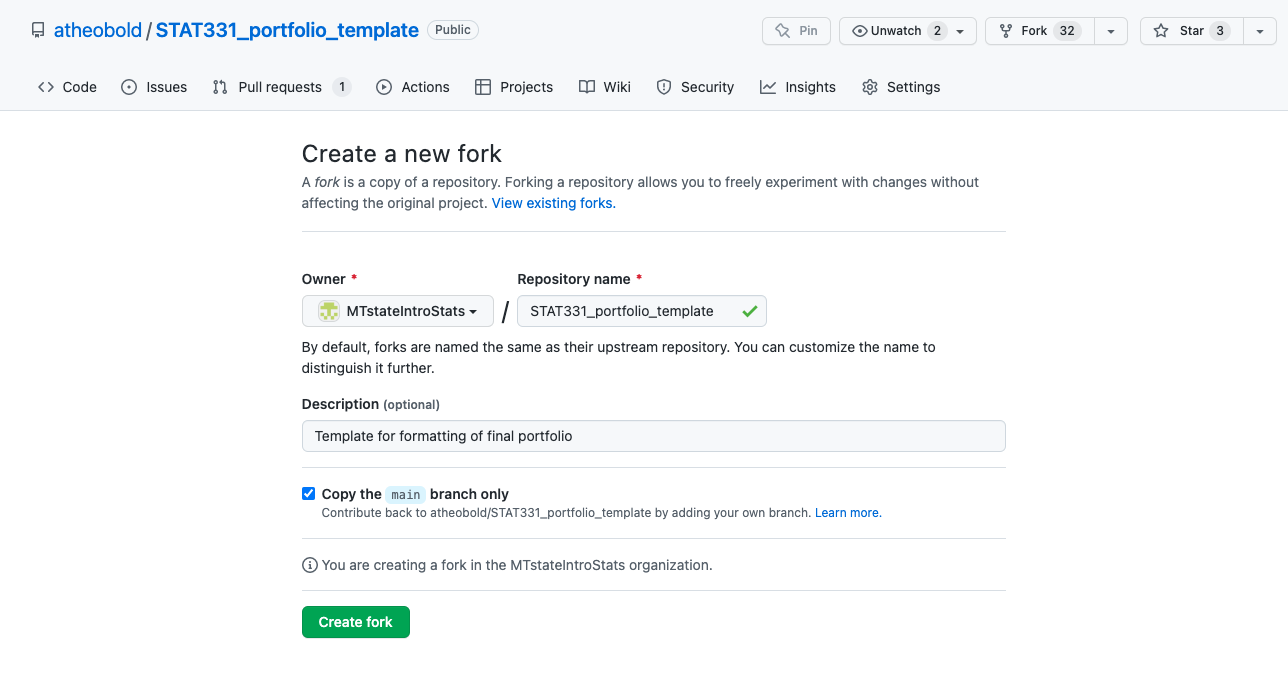 atheobold / STAT331_portfolio_template Public Pin Unwatch 2 Fork 32 Star 3
Code Issues Pull requests 1 Actions Projects Wiki Security Insights Settings
Create a new fork
A fork is a copy of a repository. Forking a repository allows you to freely experiment with changes without
affecting the original project. View existing forks.
Owner * Repository name *
MTstateIntroStats / STAT331_portfolio_template
By default, forks are named the same as their upstream repository. You can customize the name to
distinguish it further.
Description (optional)
Template for formatting of final portfolio
Copy the main branch only
Contribute back to atheobold/STAT331_portfolio_template by adding your own branch. Learn more.
You are creating a fork in the MTstateIntroStats organization.
Create fork